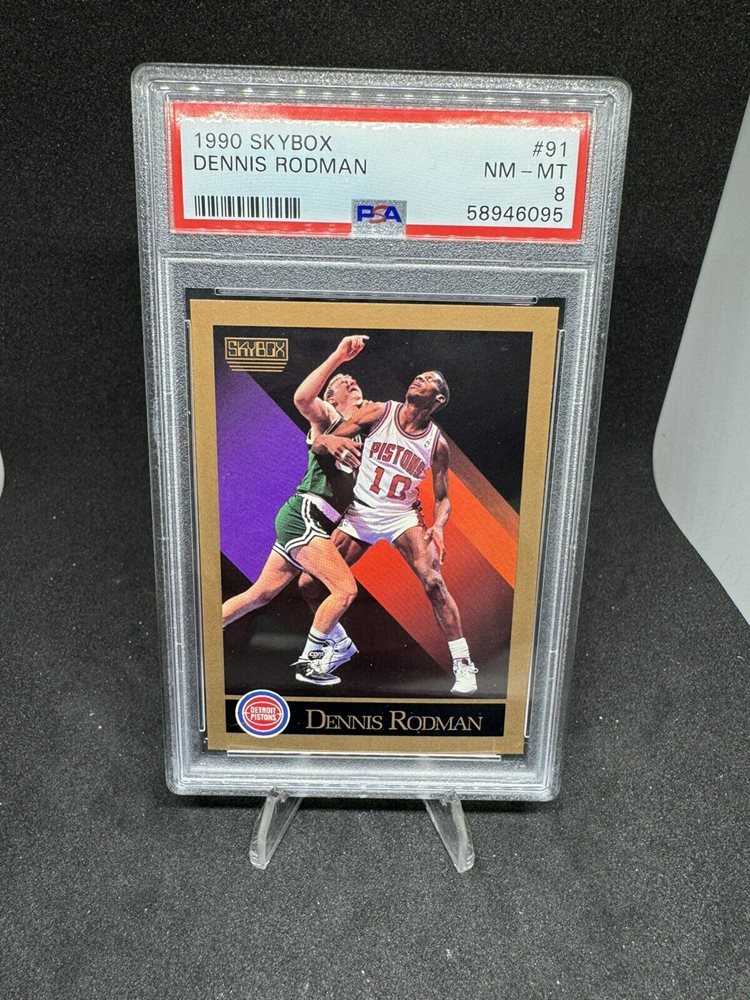 1990 SKYBOX #91
DENNIS RODMAN NM – MT
8
PSA 58946095
SKYBOX
PISTONS
10
DETROIT
PISTONS
DENNIS RODMAN